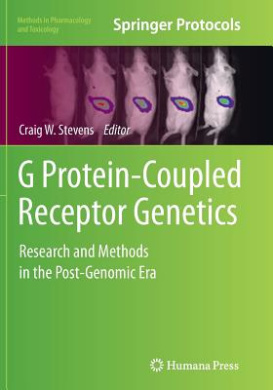 Methods in Pharmacology
and Toxicology
Springer Protocols
Craig W. Stevens Editor
G Protein-Coupled
Receptor Genetics
Research and Methods
in the Post-Genomic Era
Humana Press